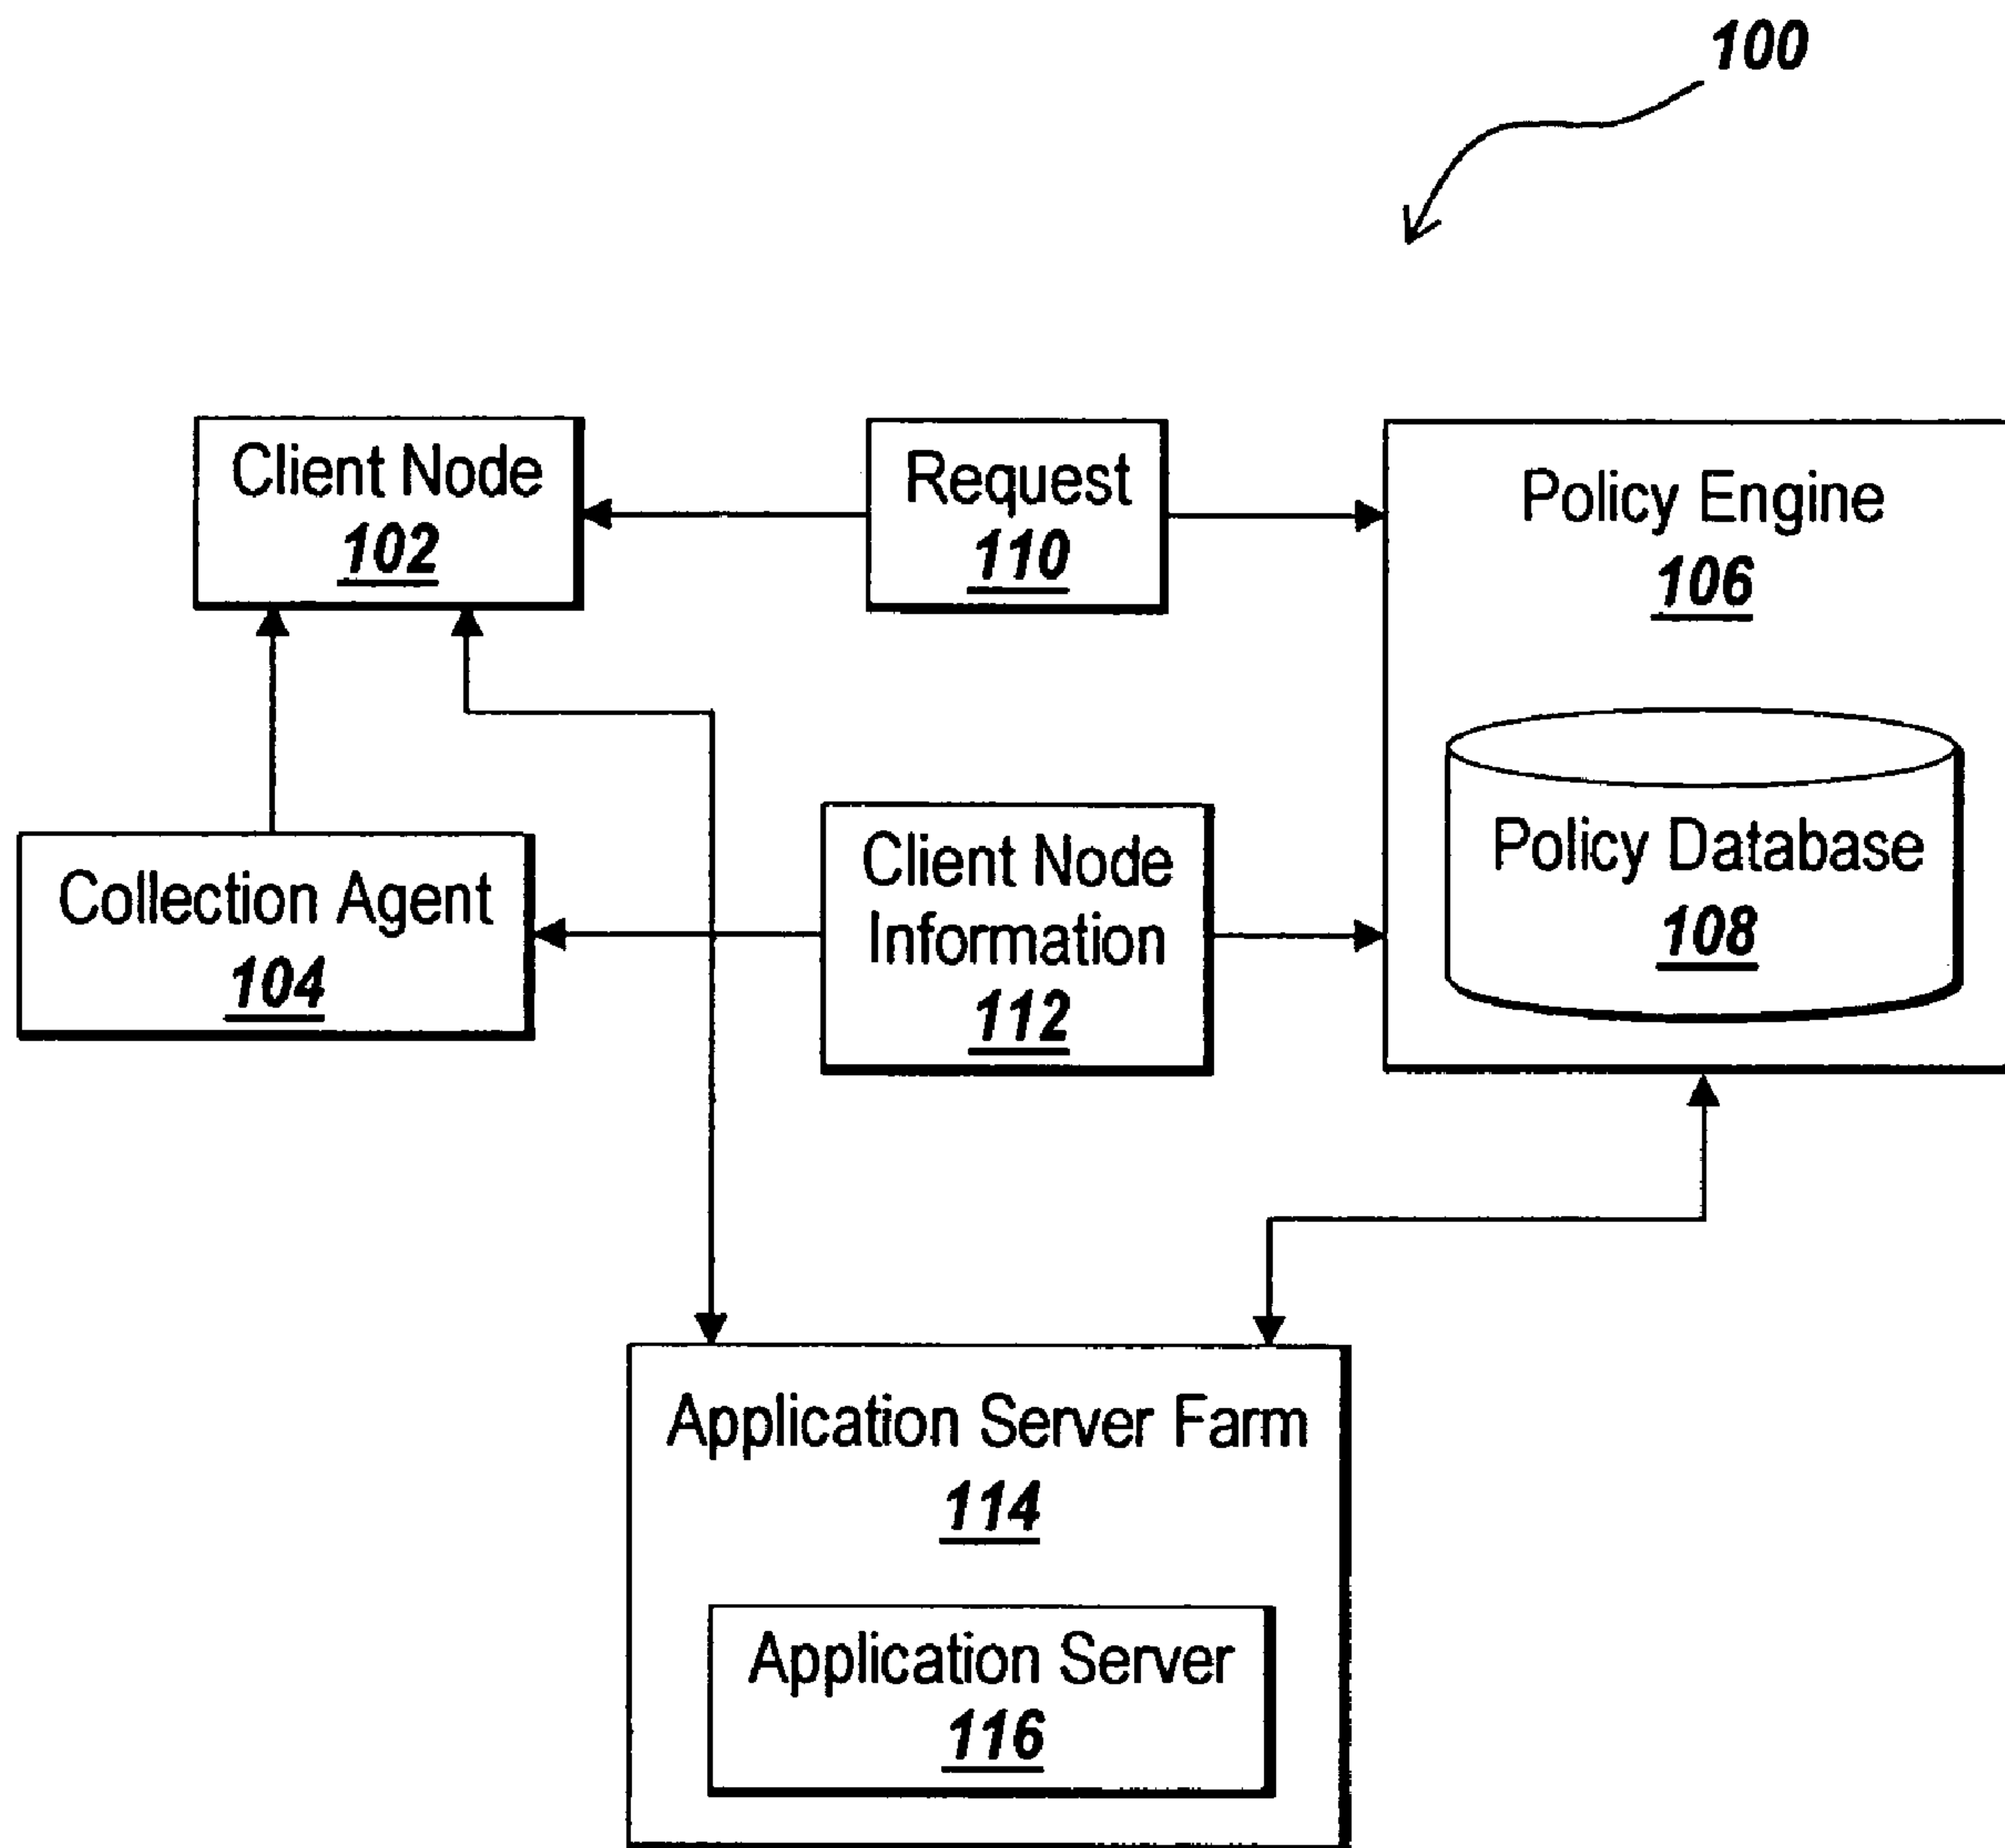 100
Client Node
102
Request
110
Policy Engine
106
Policy Database
108
Collection Agent
104
Client Node
Information
112
Application Server Farm
114
Application Server
116